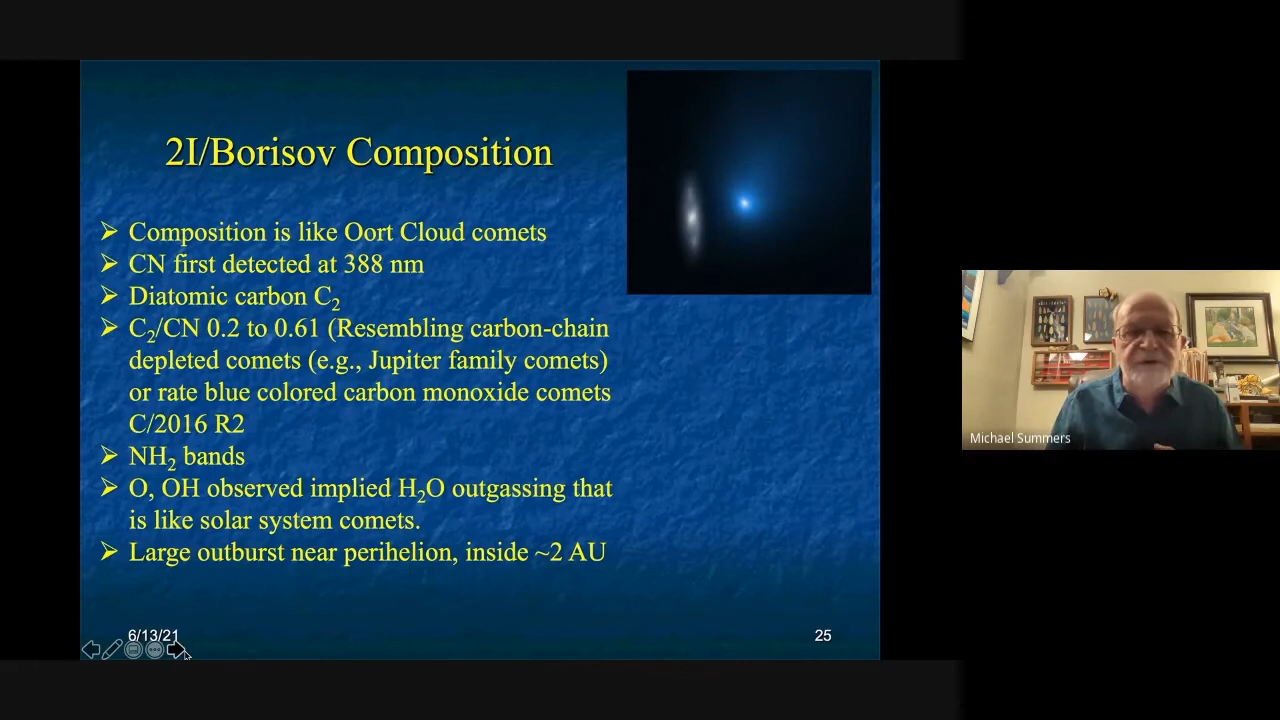 2I/Borisov Composition
➢ Composition is like Oort Cloud comets
➢ CN first detected at 388 nm
➢ Diatomic carbon C₂
➢ C₂/CN 0.2 to 0.61 (Resembling carbon-chain
depleted comets (e.g., Jupiter family comets)
or rate blue colored carbon monoxide comets
C/2016 R2
➢ NH₂ bands
➢ O, OH observed implied H₂O outgassing that
is like solar system comets.
➢ Large outburst near perihelion, inside ~2 AU
6/13/21
25
Michael Summers